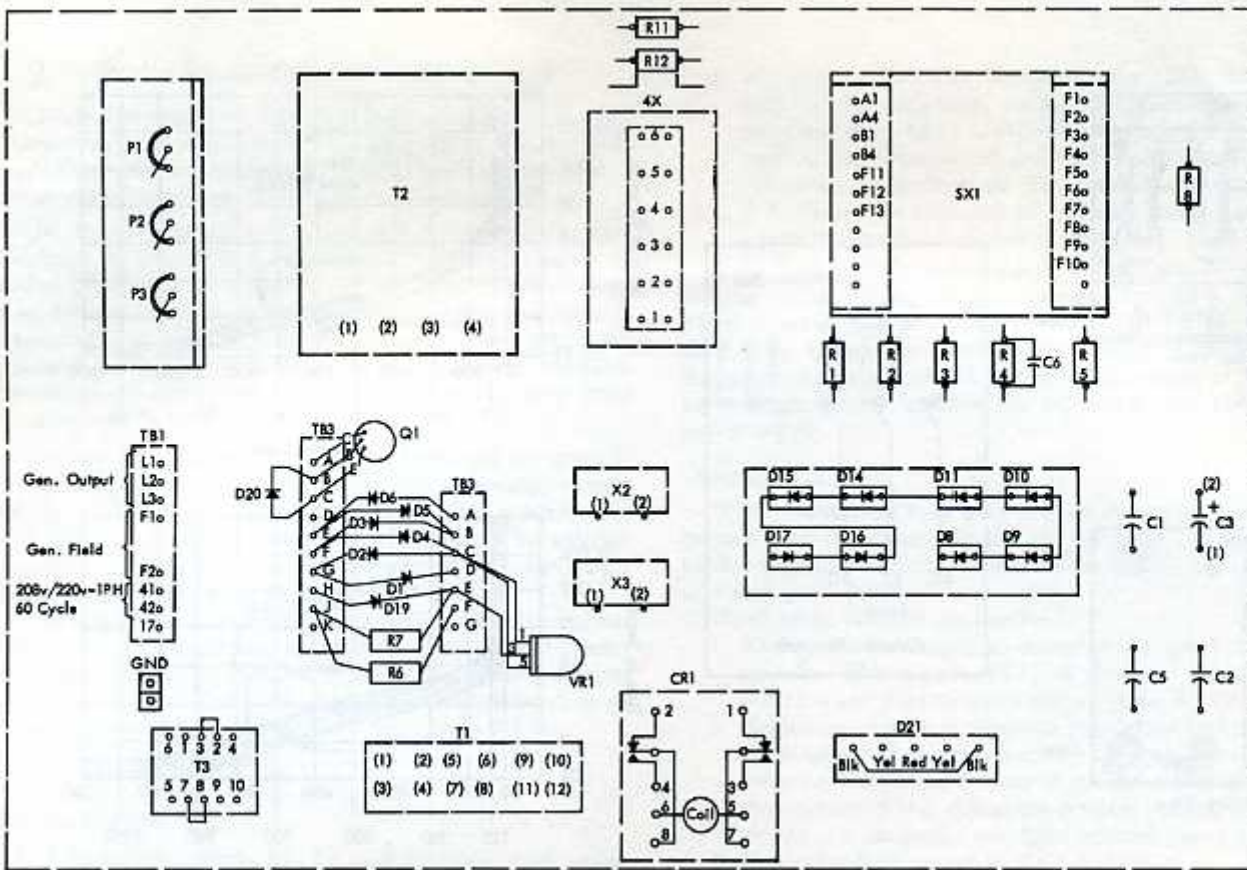 R11
R12
4X
P1
P2
P3
T2
(1) (2) (3) (4)
6
5
4
3
2
1
A1
A4
B1
B4
F11
F12
F13
SX1
F1
F2
F3
F4
F5
F6
F7
F8
F9
F10
R8
R1
R2
R3
R4
C6
R5
TB1
Gen. Output
L1
L2
L3
F1
Gen. Field
F2
208v/220v-1PH
60 Cycle
41
42
17
GND
TB3
A
B
C
D
E
F
G
H
J
K
C
B
E
Q1
D20
D6
D5
D3
D4
D2
D1
D19
R7
R6
TB3
A
B
C
D
E
F
G
1
3
5
VR1
X2
(1) (2)
X3
(1) (2)
D15 D14 D11 D10
D17 D16 D8 D9
C1
(2)
+
C3
(1)
C5
C2
6 1 3 2 4
T3
5 7 8 9 10
T1
(1) (2) (5) (6) (9) (10)
(3) (4) (7) (8) (11) (12)
CR1
2 1
4 3
6 5
Coil
8 7
D21
Blk Yel Red Yel Blk